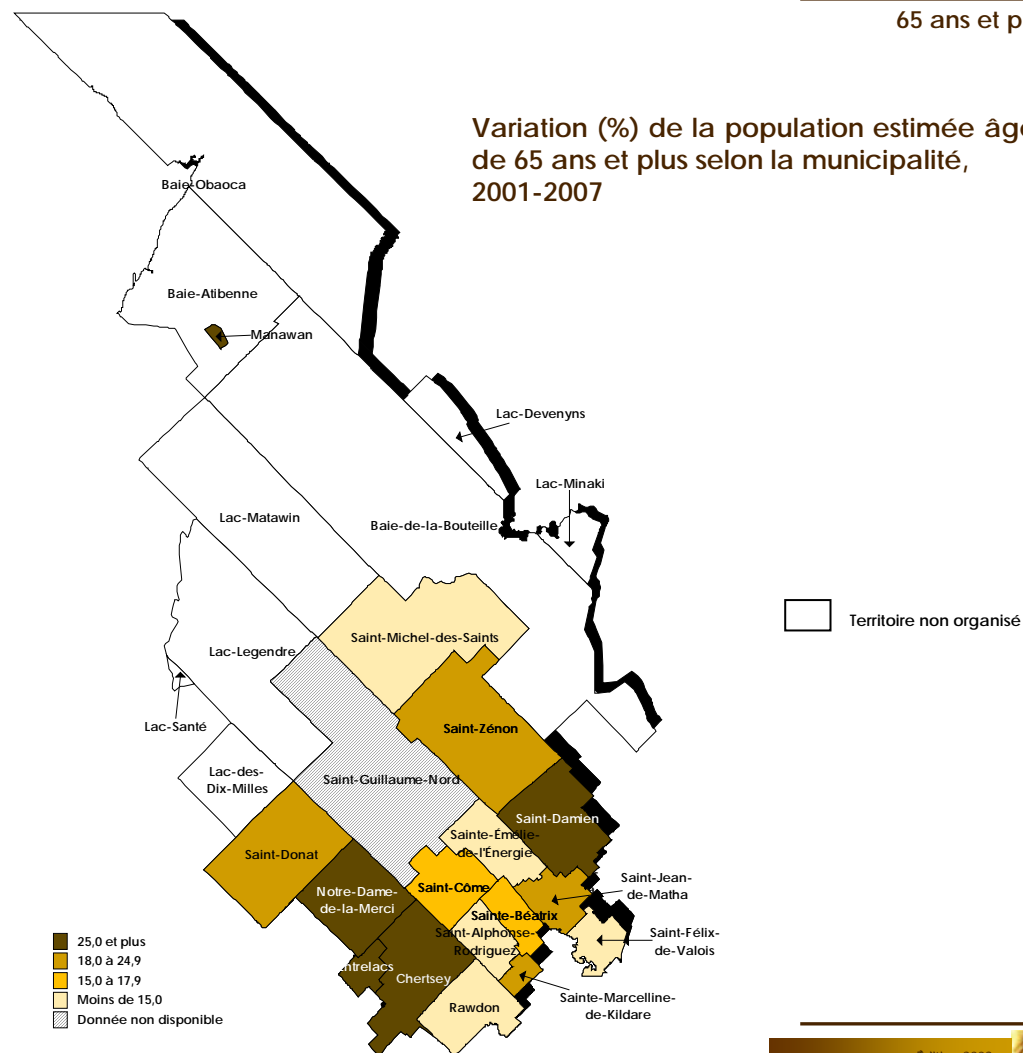 65 ans et p
Variation (%) de la population estimée âg
de 65 ans et plus selon la municipalité,
2001-2007
Baie-Obaoca
Baie-Atibenne
Manawan
Lac-Devenyns
Lac-Minaki
Lac-Matawin
Baie-de-la-Bouteille
Territoire non organisé
Saint-Michel-des-Saints
Lac-Legendre
Lac-Santé
Saint-Zénon
Lac-des-
Dix-Milles
Saint-Guillaume-Nord
Saint-Damien
Sainte-Émélie-
de-l'Énergie
Saint-Donat
Saint-Jean-
de-Matha
Notre-Dame-
de-la-Merci
Saint-Côme
Sainte-Béatrix
Saint-Alphonse-
Rodriguez
Saint-Félix-
de-Valois
ntrelacs
Chertsey
Rawdon
Sainte-Marcelline-
de-Kildare
25,0 et plus
18,0 à 24,9
15,0 à 17,9
Moins de 15,0
Donnée non disponible